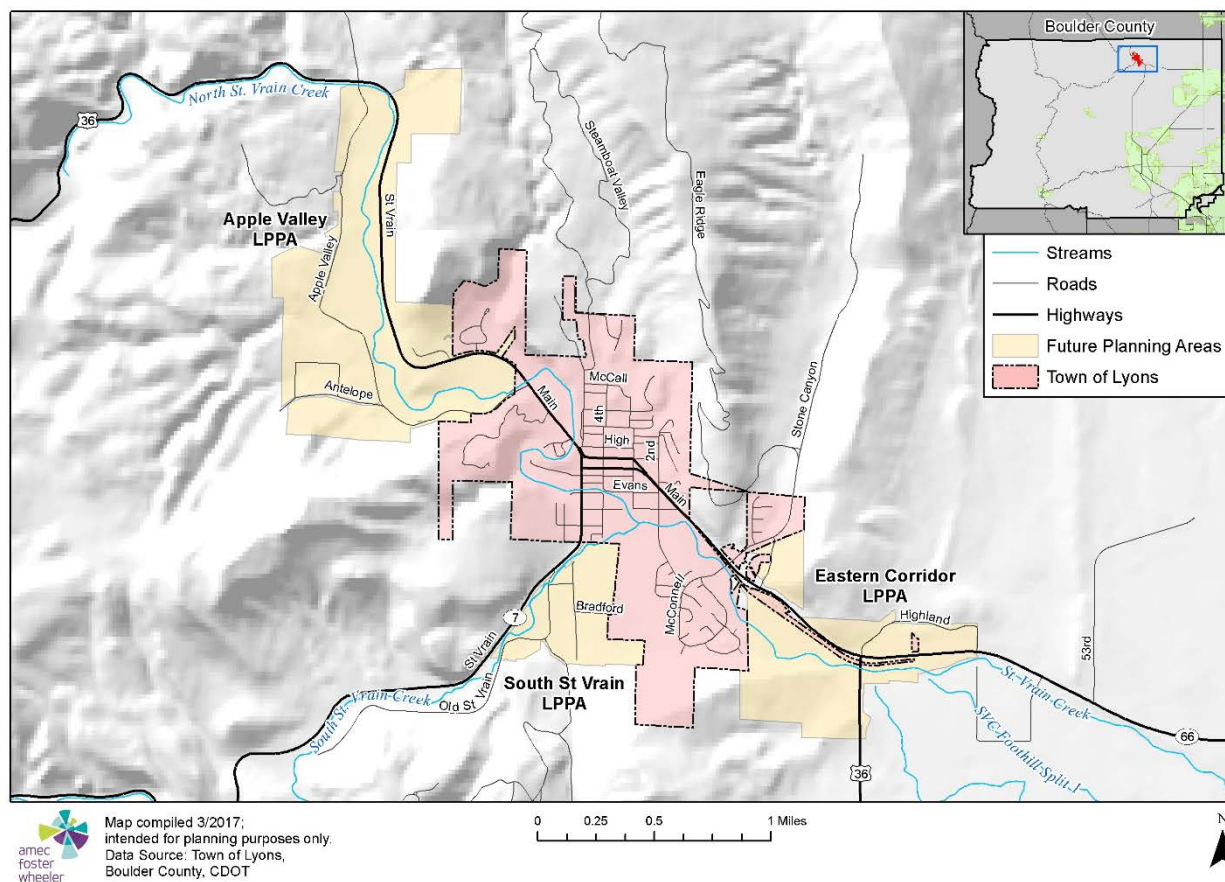 Boulder County
North St. Vrain Creek
36
Steamboat Valley
Eagle Ridge
St Vrain
Apple Valley
LPPA
Apple Valley
Stone Canyon
Streams
Roads
Highways
Future Planning Areas
Town of Lyons
Antelope
Main
McCall
4th
High
2nd
Evans
Main
Eastern Corridor
LPPA
Highland
53rd
McConnell
Bradford
7
St Vrain
Old St Vrain
South St. Vrain Creek
South St Vrain
LPPA
St. Vrain Creek
SVC Foothill Split 1
66
36
amec
foster
wheeler
Map compiled 3/2017;
intended for planning purposes only.
Data Source: Town of Lyons,
Boulder County, CDOT
0 0.25 0.5 1 Miles
N